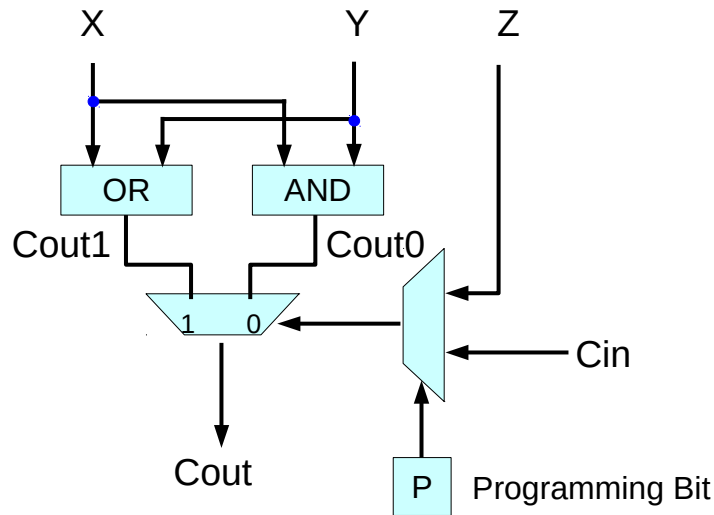 X Y Z
OR AND
Cout1 Cout0
1 0
Cin
Cout
P Programming Bit